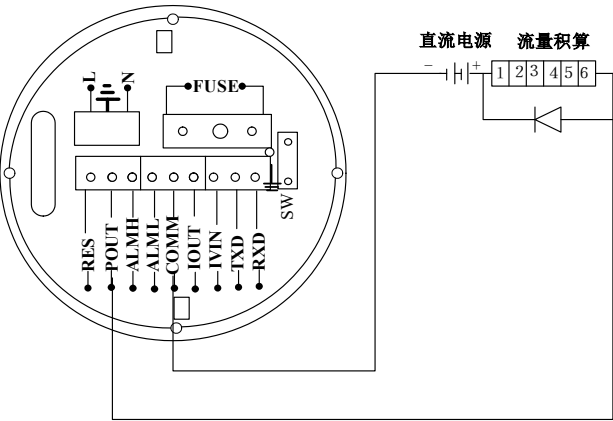 直流电源 流量积算
− + 1 2 3 4 5 6
L N
FUSE
SW
RES
POUT
ALMH
ALML
COMM
IOUT
IVIN
TXD
RXD